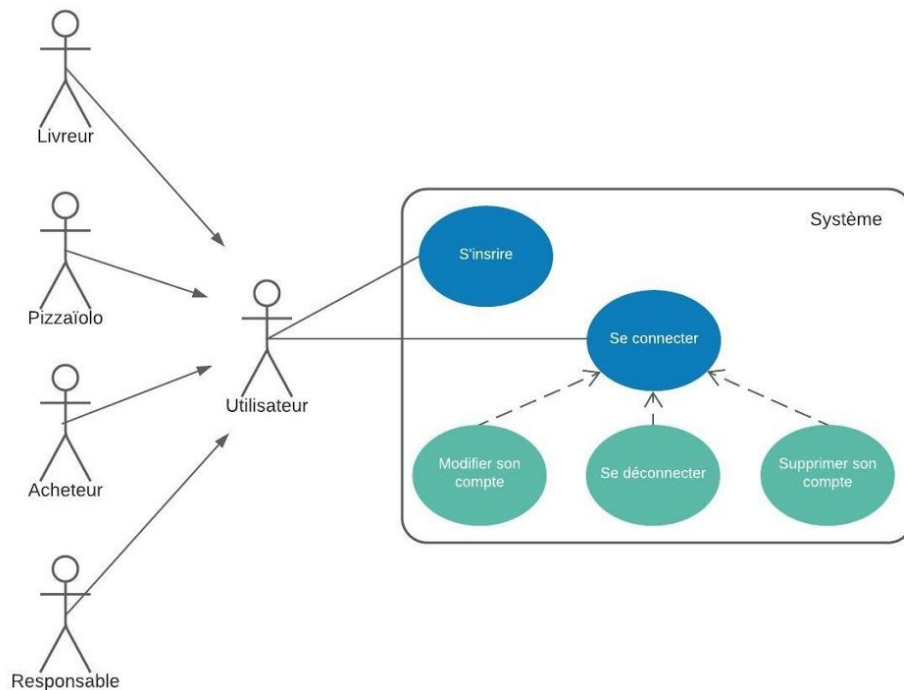 Livreur
Système
S'insrire
Pizzaïolo
Se connecter
Utilisateur
Modifier son
compte
Se déconnecter
Supprimer son
compte
Acheteur
Responsable